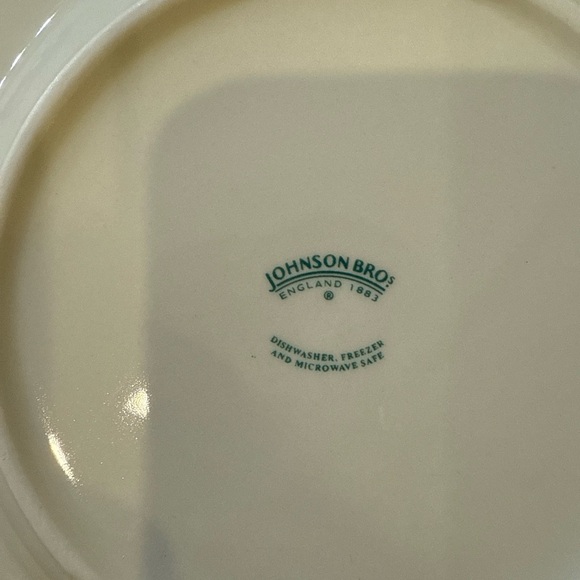 JOHNSON BROS
ENGLAND 1883
®
DISHWASHER, FREEZER
AND MICROWAVE SAFE